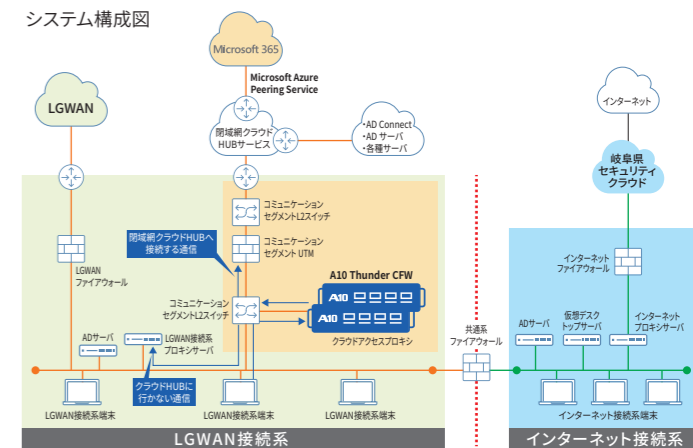 システム構成図
Microsoft 365
Microsoft Azure
Peering Service
LGWAN
閉域網クラウド
HUBサービス
・AD Connect
・AD サーバ
・各種サーバ
インターネット
岐阜県
セキュリティ
クラウド
コミュニケーション
セグメントL2スイッチ
閉域網クラウドHUBへ
接続する通信
コミュニケーション
セグメント UTM
LGWAN
ファイアウォール
インターネット
ファイアウォール
A10 Thunder CFW
A10
A10
コミュニケーション
セグメントL2スイッチ
クラウドアクセスプロキシ
ADサーバ
LGWAN接続系
プロキシサーバ
共通系
ファイアウォール
ADサーバ
仮想デスク
トップサーバ
インターネット
プロキシサーバ
クラウドHUBに
行かない通信
LGWAN接続系端末
LGWAN接続系端末
LGWAN接続系端末
インターネット接続系端末
LGWAN接続系
インターネット接続系